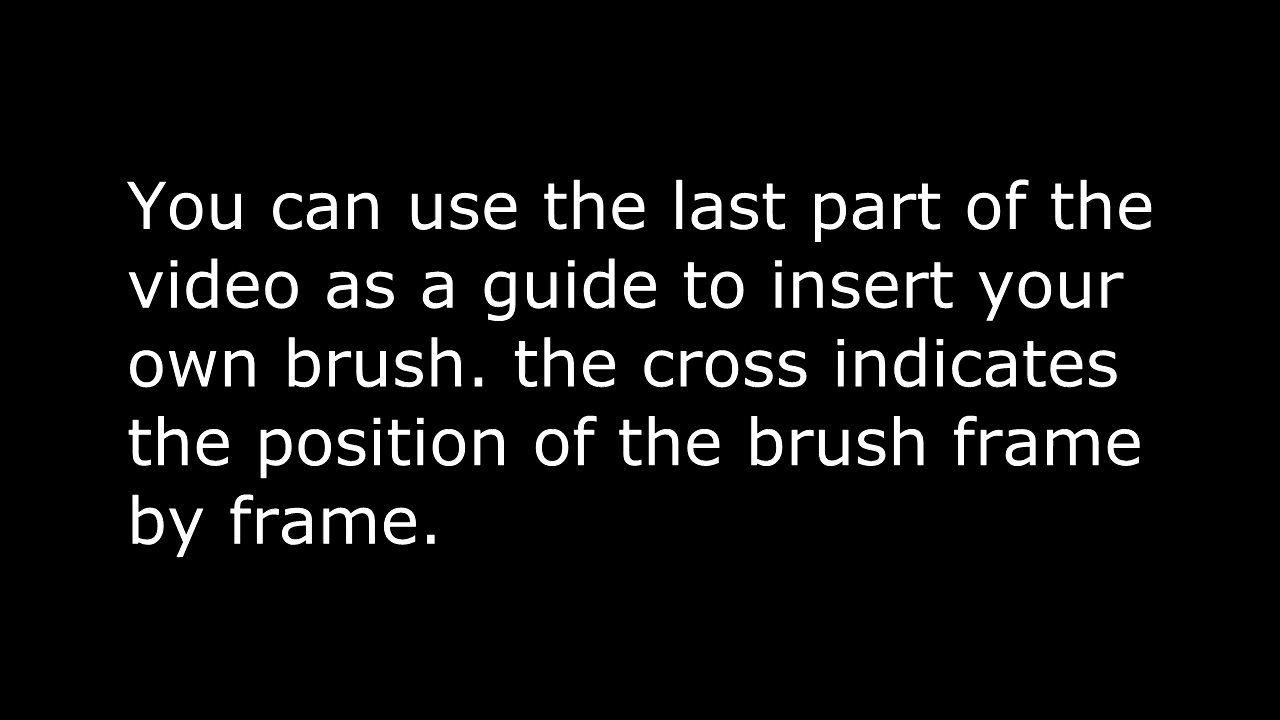 You can use the last part of the
video as a guide to insert your
own brush. the cross indicates
the position of the brush frame
by frame.